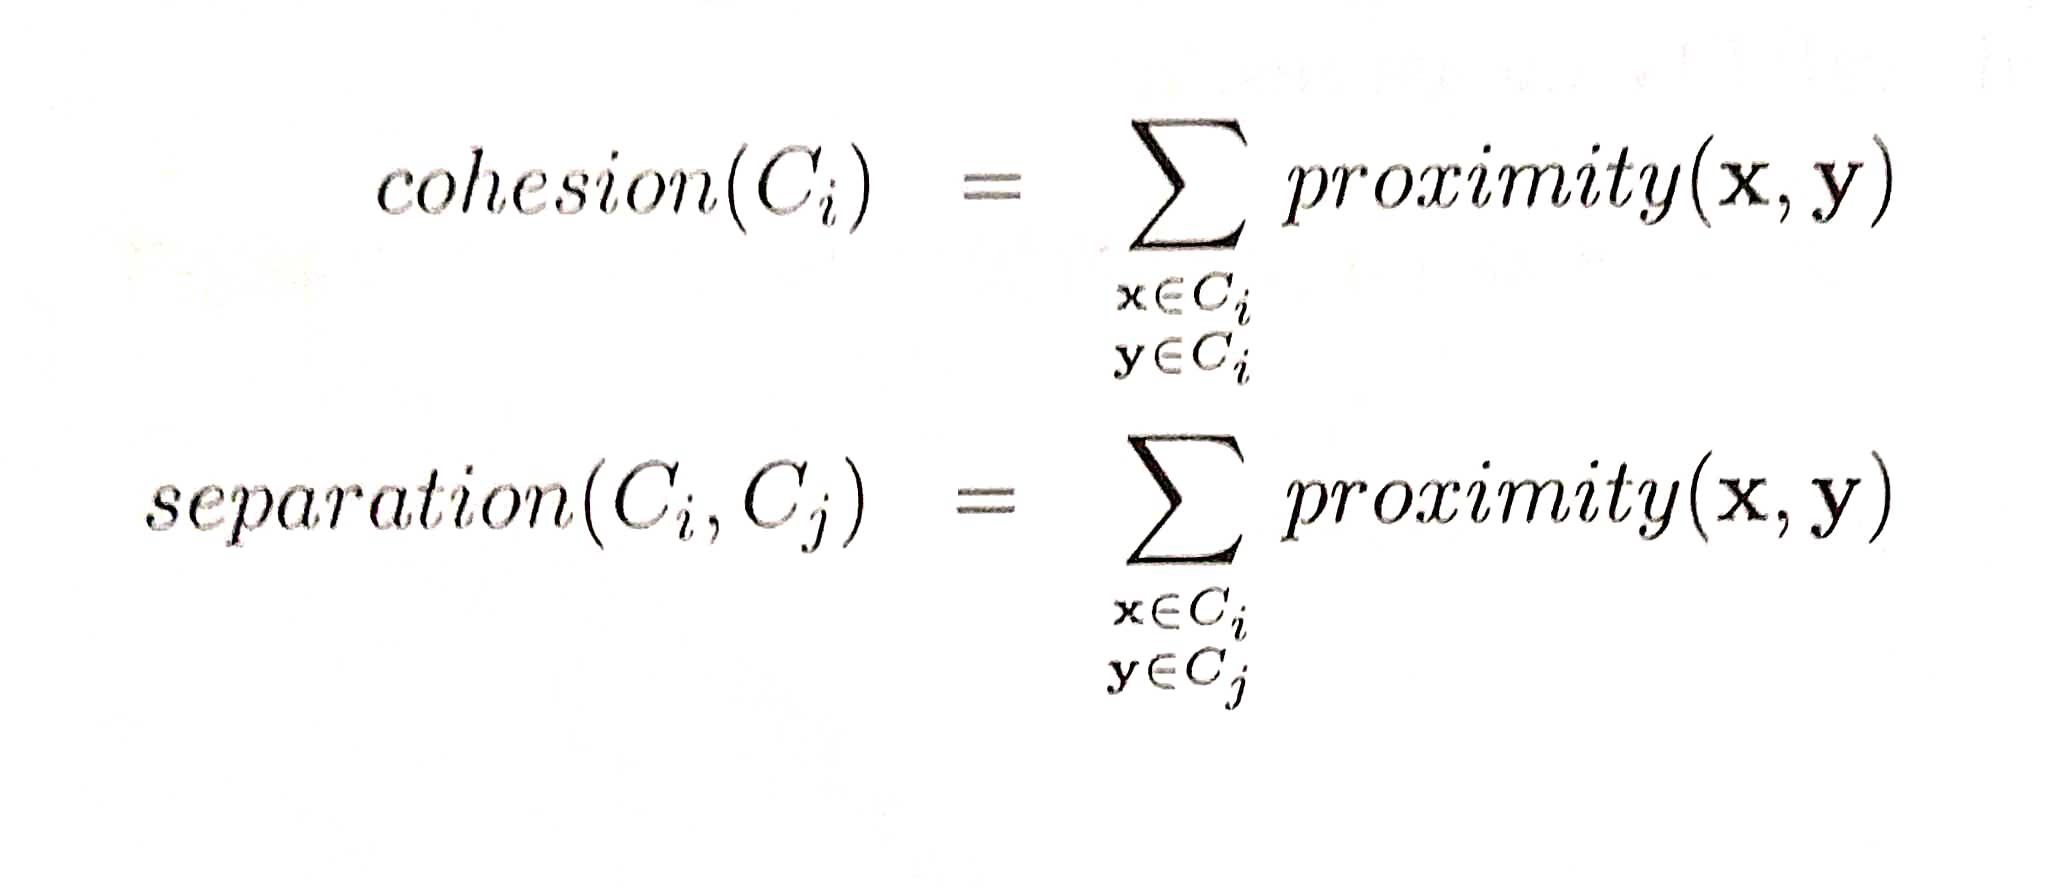 cohesion(C_i) = ∑_{x∈C_i, y∈C_i} proximity(x, y)
separation(C_i, C_j) = ∑_{x∈C_i, y∈C_j} proximity(x, y)